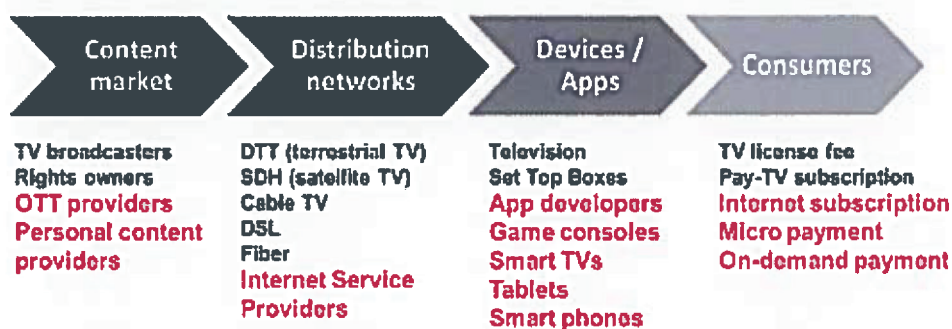 Content
market
Distribution
networks
Devices /
Apps
Consumers
TV broadcasters
Rights owners
OTT providers
Personal content
providers
DTT (terrestrial TV)
SDH (satellite TV)
Cable TV
DSL
Fiber
Internet Service
Providers
Television
Set Top Boxes
App developers
Game consoles
Smart TVs
Tablets
Smart phones
TV license fee
Pay-TV subscription
Internet subscription
Micro payment
On-demand payment